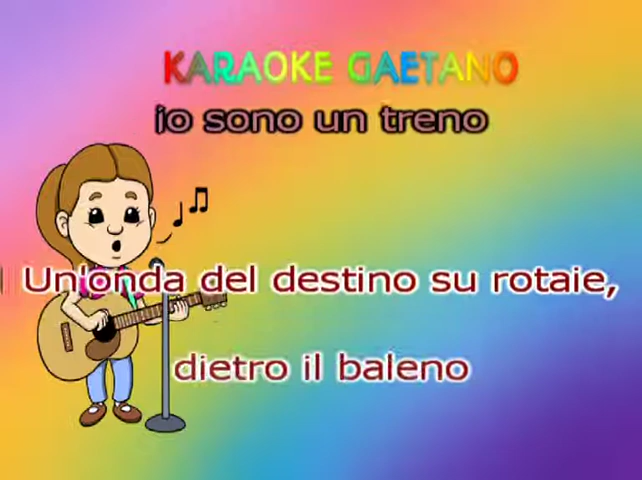 KARAOKE GAETANO
io sono un treno
Un'onda del destino su rotaie,
dietro il baleno